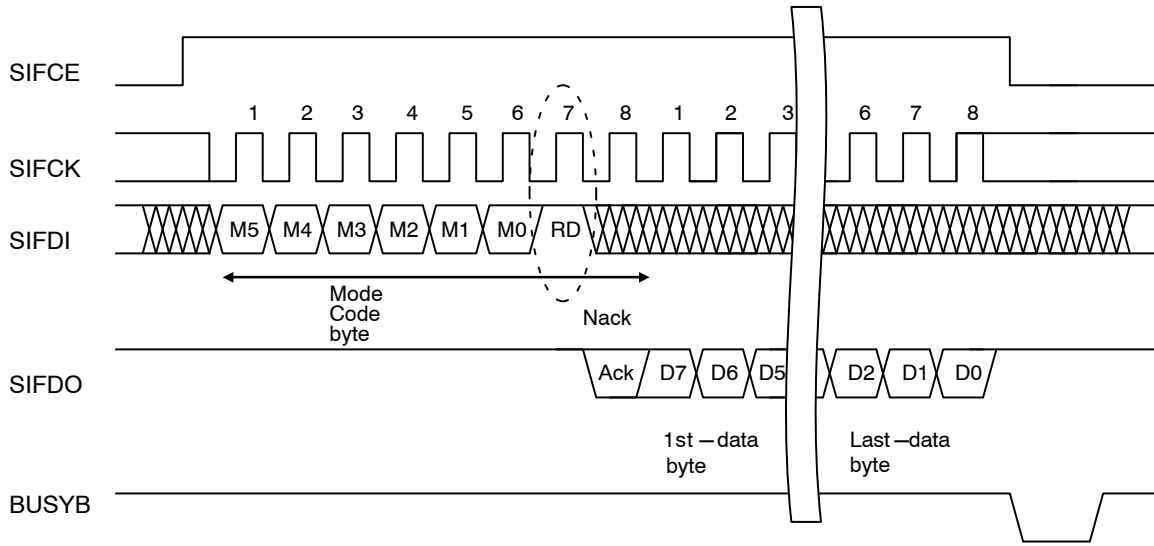 SIFCE
1 2 3 4 5 6 7 8 1 2 3 6 7 8
SIFCK
SIFDI
M5 M4 M3 M2 M1 M0 RD
Mode
Code
byte
Nack
SIFDO
Ack D7 D6 D5 D2 D1 D0
1st –data
byte
Last –data
byte
BUSYB